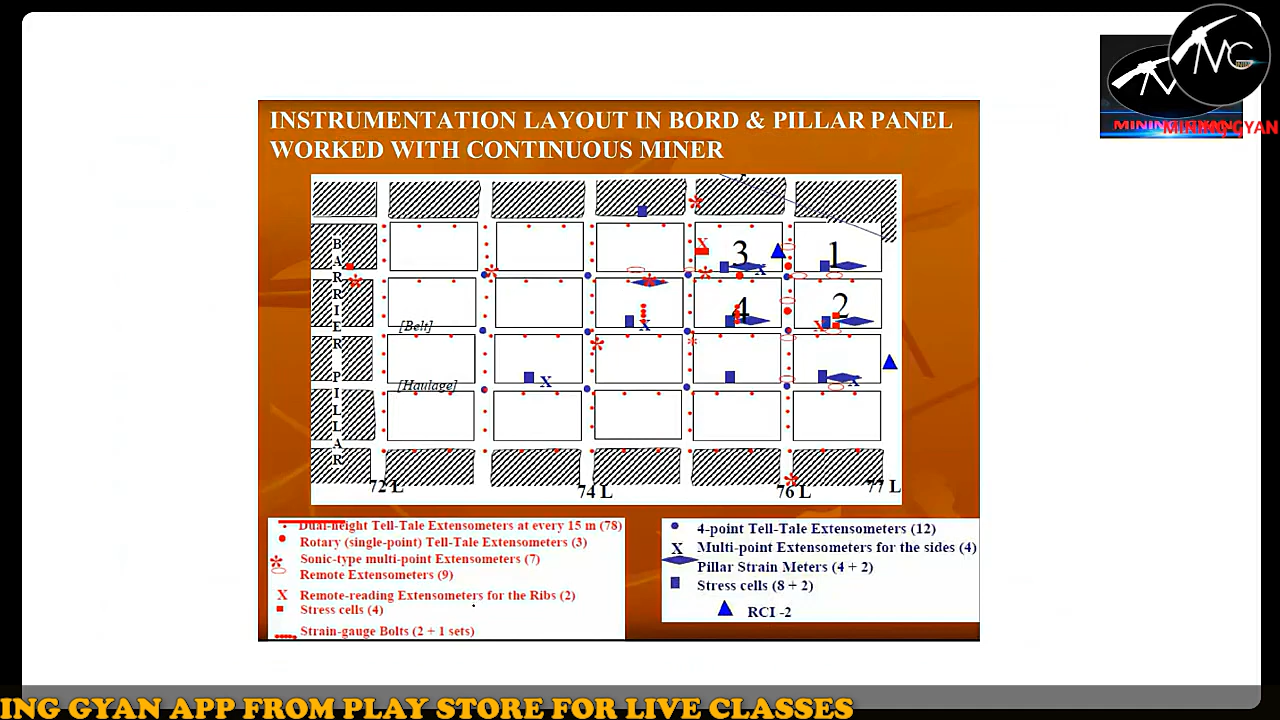 MG
MINING GYAN
MINING GYAN
INSTRUMENTATION LAYOUT IN BORD & PILLAR PANEL
WORKED WITH CONTINUOUS MINER
BARRIER PILLAR
3
1
4
2
X
X
X
X
X
X
[Belt]
[Haulage]
72 L
74 L
76 L
77 L
Dual-height Tell-Tale Extensometers at every 15 m (78)
Rotary (single-point) Tell-Tale Extensometers (3)
Sonic-type multi-point Extensometers (7)
Remote Extensometers (9)
X Remote-reading Extensometers for the Ribs (2)
Stress cells (4)
Strain-gauge Bolts (2 + 1 sets)
4-point Tell-Tale Extensometers (12)
X Multi-point Extensometers for the sides (4)
Pillar Strain Meters (4 + 2)
Stress cells (8 + 2)
RCI -2
ING GYAN APP FROM PLAY STORE FOR LIVE CLASSES